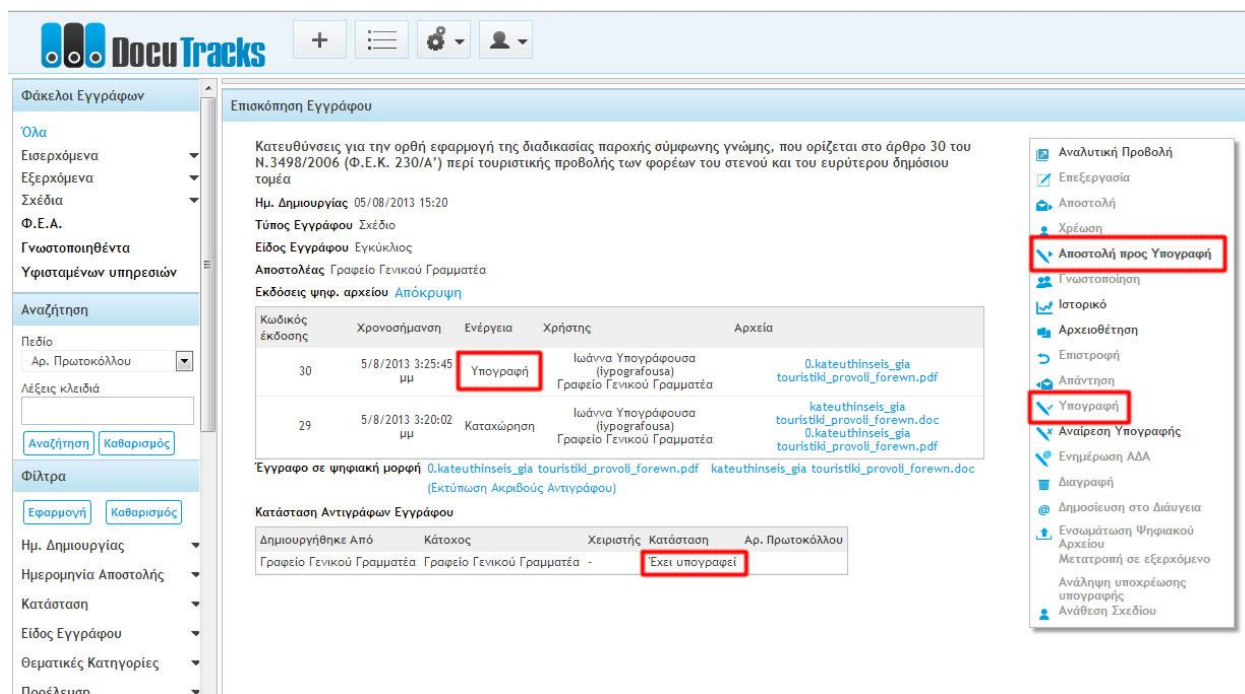 DocuTracks
Φάκελοι Εγγράφων
Όλα
Εισερχόμενα
Εξερχόμενα
Σχέδια
Φ.Ε.Α.
Γνωστοποιηθέντα
Υφισταμένων υπηρεσιών
Αναζήτηση
Πεδίο
Αρ. Πρωτοκόλλου
Λέξεις κλειδιά
Αναζήτηση Καθαρισμός
Φίλτρα
Εφαρμογή Καθαρισμός
Ημ. Δημιουργίας
Ημερομηνία Αποστολής
Κατάσταση
Είδος Εγγράφου
Θεματικές Κατηγορίες
Προέλευση
Επισκόπηση Εγγράφου
Κατευθύνσεις για την ορθή εφαρμογή της διαδικασίας παροχής σύμφωνης γνώμης, που ορίζεται στο άρθρο 30 του
Ν.3498/2006 (Φ.Ε.Κ. 230/Α’) περί τουριστικής προβολής των φορέων του στενού και του ευρύτερου δημόσιου
τομέα
Ημ. Δημιουργίας 05/08/2013 15:20
Τύπος Εγγράφου Σχέδιο
Είδος Εγγράφου Εγκύκλιος
Αποστολέας Γραφείο Γενικού Γραμματέα
Εκδόσεις ψηφ. αρχείου Απόκρυψη
Κωδικός
έκδοσης Χρονοσήμανση Ενέργεια Χρήστης Αρχεία
30 5/8/2013 3:25:45
μμ Υπογραφή Ιωάννα Υπογράφουσα
(iypografousa)
Γραφείο Γενικού Γραμματέα 0.kateuthinseis_gia
touristiki_provoli_forewn.pdf
29 5/8/2013 3:20:02
μμ Καταχώρηση Ιωάννα Υπογράφουσα
(iypografousa)
Γραφείο Γενικού Γραμματέα kateuthinseis_gia
touristiki_provoli_forewn.doc
0.kateuthinseis_gia
touristiki_provoli_forewn.pdf
Έγγραφο σε ψηφιακή μορφή 0.kateuthinseis_gia touristiki_provoli_forewn.pdf kateuthinseis_gia touristiki_provoli_forewn.doc
(Εκτύπωση Ακριβούς Αντιγράφου)
Κατάσταση Αντιγράφων Εγγράφου
Δημιουργήθηκε Από Κάτοχος Χειριστής Κατάσταση Αρ. Πρωτοκόλλου
Γραφείο Γενικού Γραμματέα Γραφείο Γενικού Γραμματέα - Έχει υπογραφεί
Αναλυτική Προβολή
Επεξεργασία
Αποστολή
Χρέωση
Αποστολή προς Υπογραφή
Γνωστοποίηση
Ιστορικό
Αρχειοθέτηση
Επιστροφή
Απάντηση
Υπογραφή
Αναίρεση Υπογραφής
Ενημέρωση ΑΔΑ
Διαγραφή
Δημοσίευση στο Διάυγεια
Ενσωμάτωση Ψηφιακού
Αρχείου
Μετατροπή σε εξερχόμενο
Ανάληψη υποχρέωσης
υπογραφής
Ανάθεση Σχεδίου